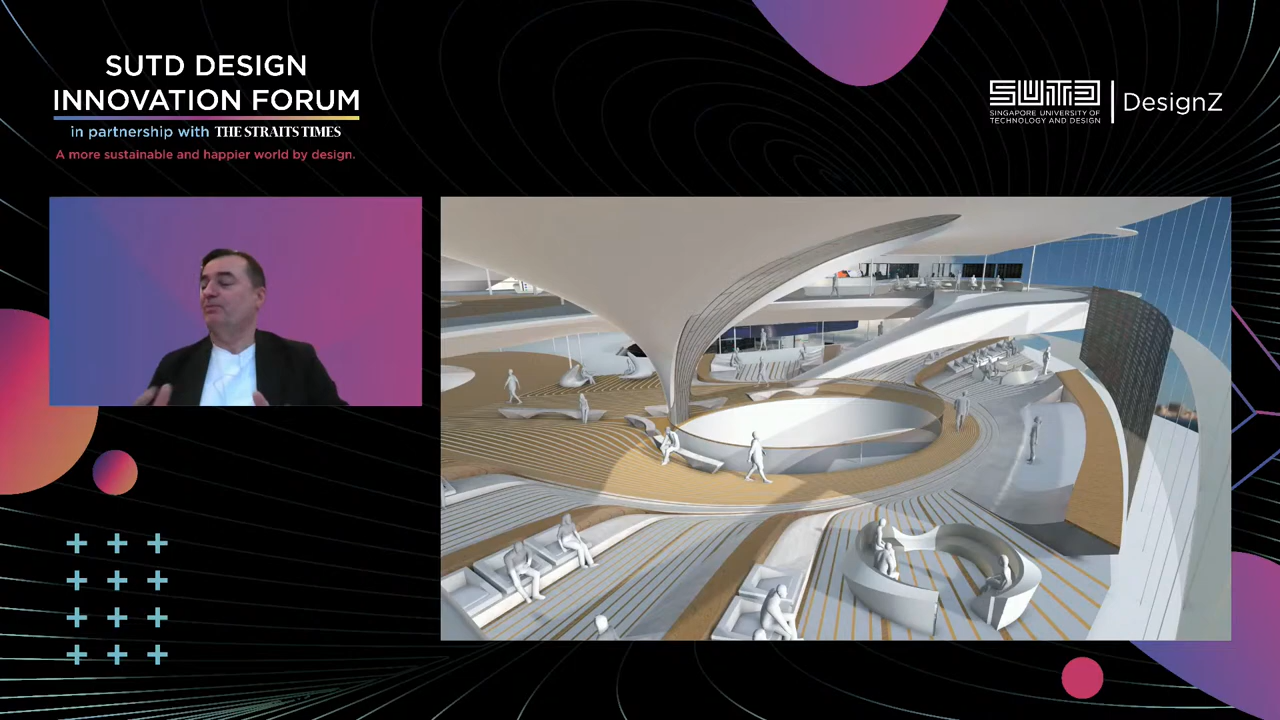 SUTD DESIGN
INNOVATION FORUM
in partnership with THE STRAITS TIMES
A more sustainable and happier world by design.
SUTD
SINGAPORE UNIVERSITY OF
TECHNOLOGY AND DESIGN
DesignZ